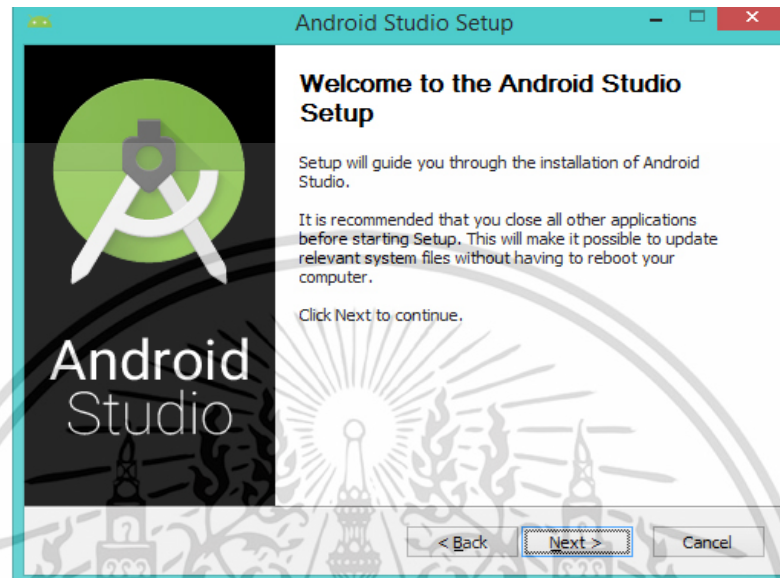 Android Studio Setup
Welcome to the Android Studio
Setup
Setup will guide you through the installation of Android
Studio.
It is recommended that you close all other applications
before starting Setup. This will make it possible to update
relevant system files without having to reboot your
computer.
Click Next to continue.
Android
Studio
< Back
Next >
Cancel